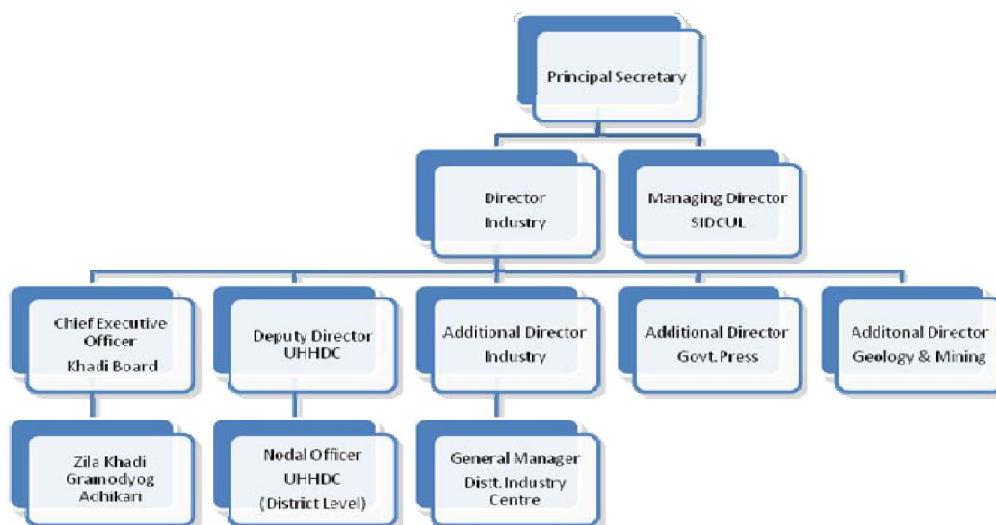 Principal Secretary
Director
Industry
Managing Director
SIDCUL
Chief Executive
Officer
Khadi Board
Deputy Director
UHHDC
Additional Director
Industry
Additional Director
Govt. Press
Additonal Director
Geology & Mining
Zila Khadi
Gramodyog
Adhikari
Nodal Officer
UHHDC
(District Level)
General Manager
Distt. Industry
Centre